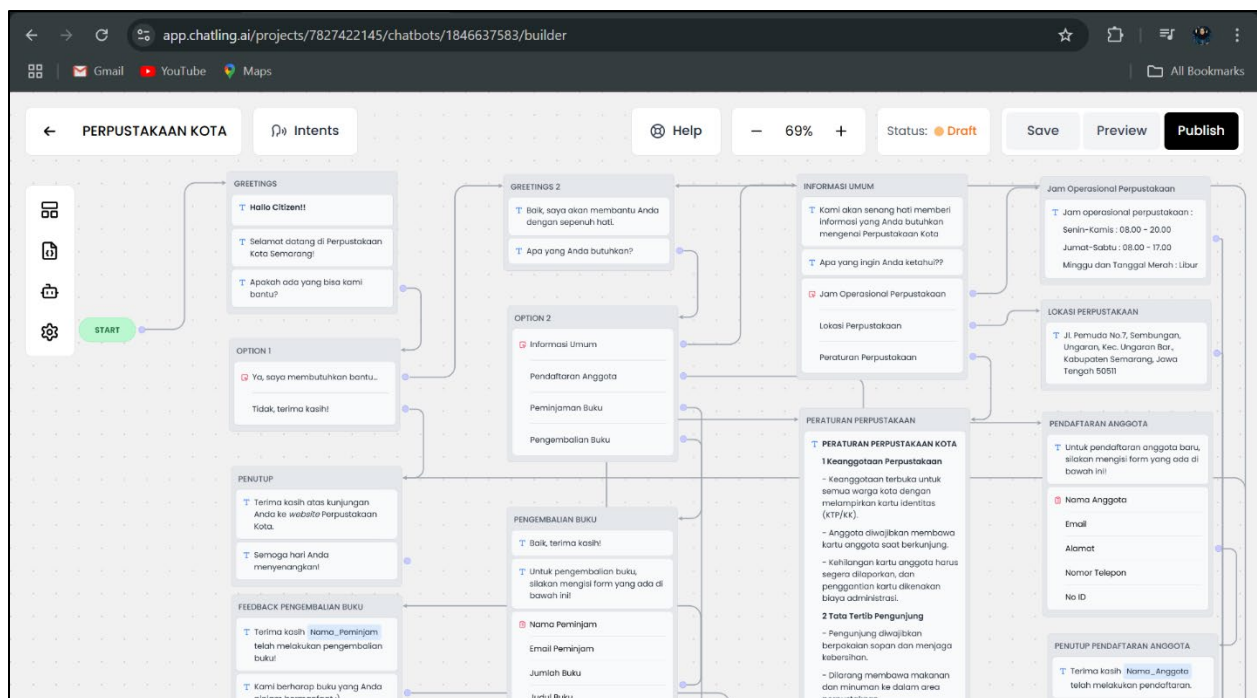 app.chatling.ai/projects/7827422145/chatbots/1846637583/builder
Gmail
YouTube
Maps
All Bookmarks
PERPUSTAKAAN KOTA
Intents
Help
69%
Status: Draft
Save
Preview
Publish
START
GREETINGS
Hallo Citizen!!
Selamat datang di Perpustakaan
Kota Semarang!
Apakah ada yang bisa kami
bantu?
OPTION 1
Ya, saya membutuhkan bantu...
Tidak, terima kasih!
PENUTUP
Terima kasih atas kunjungan
Anda ke website Perpustakaan
Kota.
Semoga hari Anda
menyenangkan!
FEEDBACK PENGEMBALIAN BUKU
Terima kasih Nama_Peminjam
telah melakukan pengembalian
buku!
Kami berharap buku yang Anda
GREETINGS 2
Baik, saya akan membantu Anda
dengan sepenuh hati.
Apa yang Anda butuhkan?
OPTION 2
Informasi Umum
Pendaftaran Anggota
Peminjaman Buku
Pengembalian Buku
PENGEMBALIAN BUKU
Baik, terima kasih!
Untuk pengembalian buku,
silakan mengisi form yang ada di
bawah ini!
Nama Peminjam
Email Peminjam
Jumlah Buku
Judul Buku
INFORMASI UMUM
Kami akan senang hati memberi
informasi yang Anda butuhkan
mengenai Perpustakaan Kota
Apa yang ingin Anda ketahui??
Jam Operasional Perpustakaan
Lokasi Perpustakaan
Peraturan Perpustakaan
PERATURAN PERPUSTAKAAN
PERATURAN PERPUSTAKAAN KOTA
1 Keanggotaan Perpustakaan
- Keanggotaan terbuka untuk
semua warga kota dengan
melampirkan kartu identitas
(KTP/KK).
- Anggota diwajibkan membawa
kartu anggota saat berkunjung.
- Kehilangan kartu anggota harus
segera dilaporkan, dan
penggantian kartu dikenakan
biaya administrasi.
2 Tata Tertib Pengunjung
- Pengunjung diwajibkan
berpakaian sopan dan menjaga
kebersihan.
- Dilarang membawa makanan
dan minuman ke dalam area
Jam Operasional Perpustakaan
Jam operasional perpustakaan :
Senin-Kamis : 08.00 - 20.00
Jumat-Sabtu : 08.00 - 17.00
Minggu dan Tanggal Merah : Libur
LOKASI PERPUSTAKAAN
Jl. Pemuda No.7, Sembungan,
Ungaran, Kec. Ungaran Bar.,
Kabupaten Semarang, Jawa
Tengah 50511
PENDAFTARAN ANGGOTA
Untuk pendaftaran anggota baru,
silakan mengisi form yang ada di
bawah ini!
Nama Anggota
Email
Alamat
Nomor Telepon
No ID
PENUTUP PENDAFTARAN ANGGOTA
Terima kasih Nama_Anggota
telah melakukan pendaftaran.